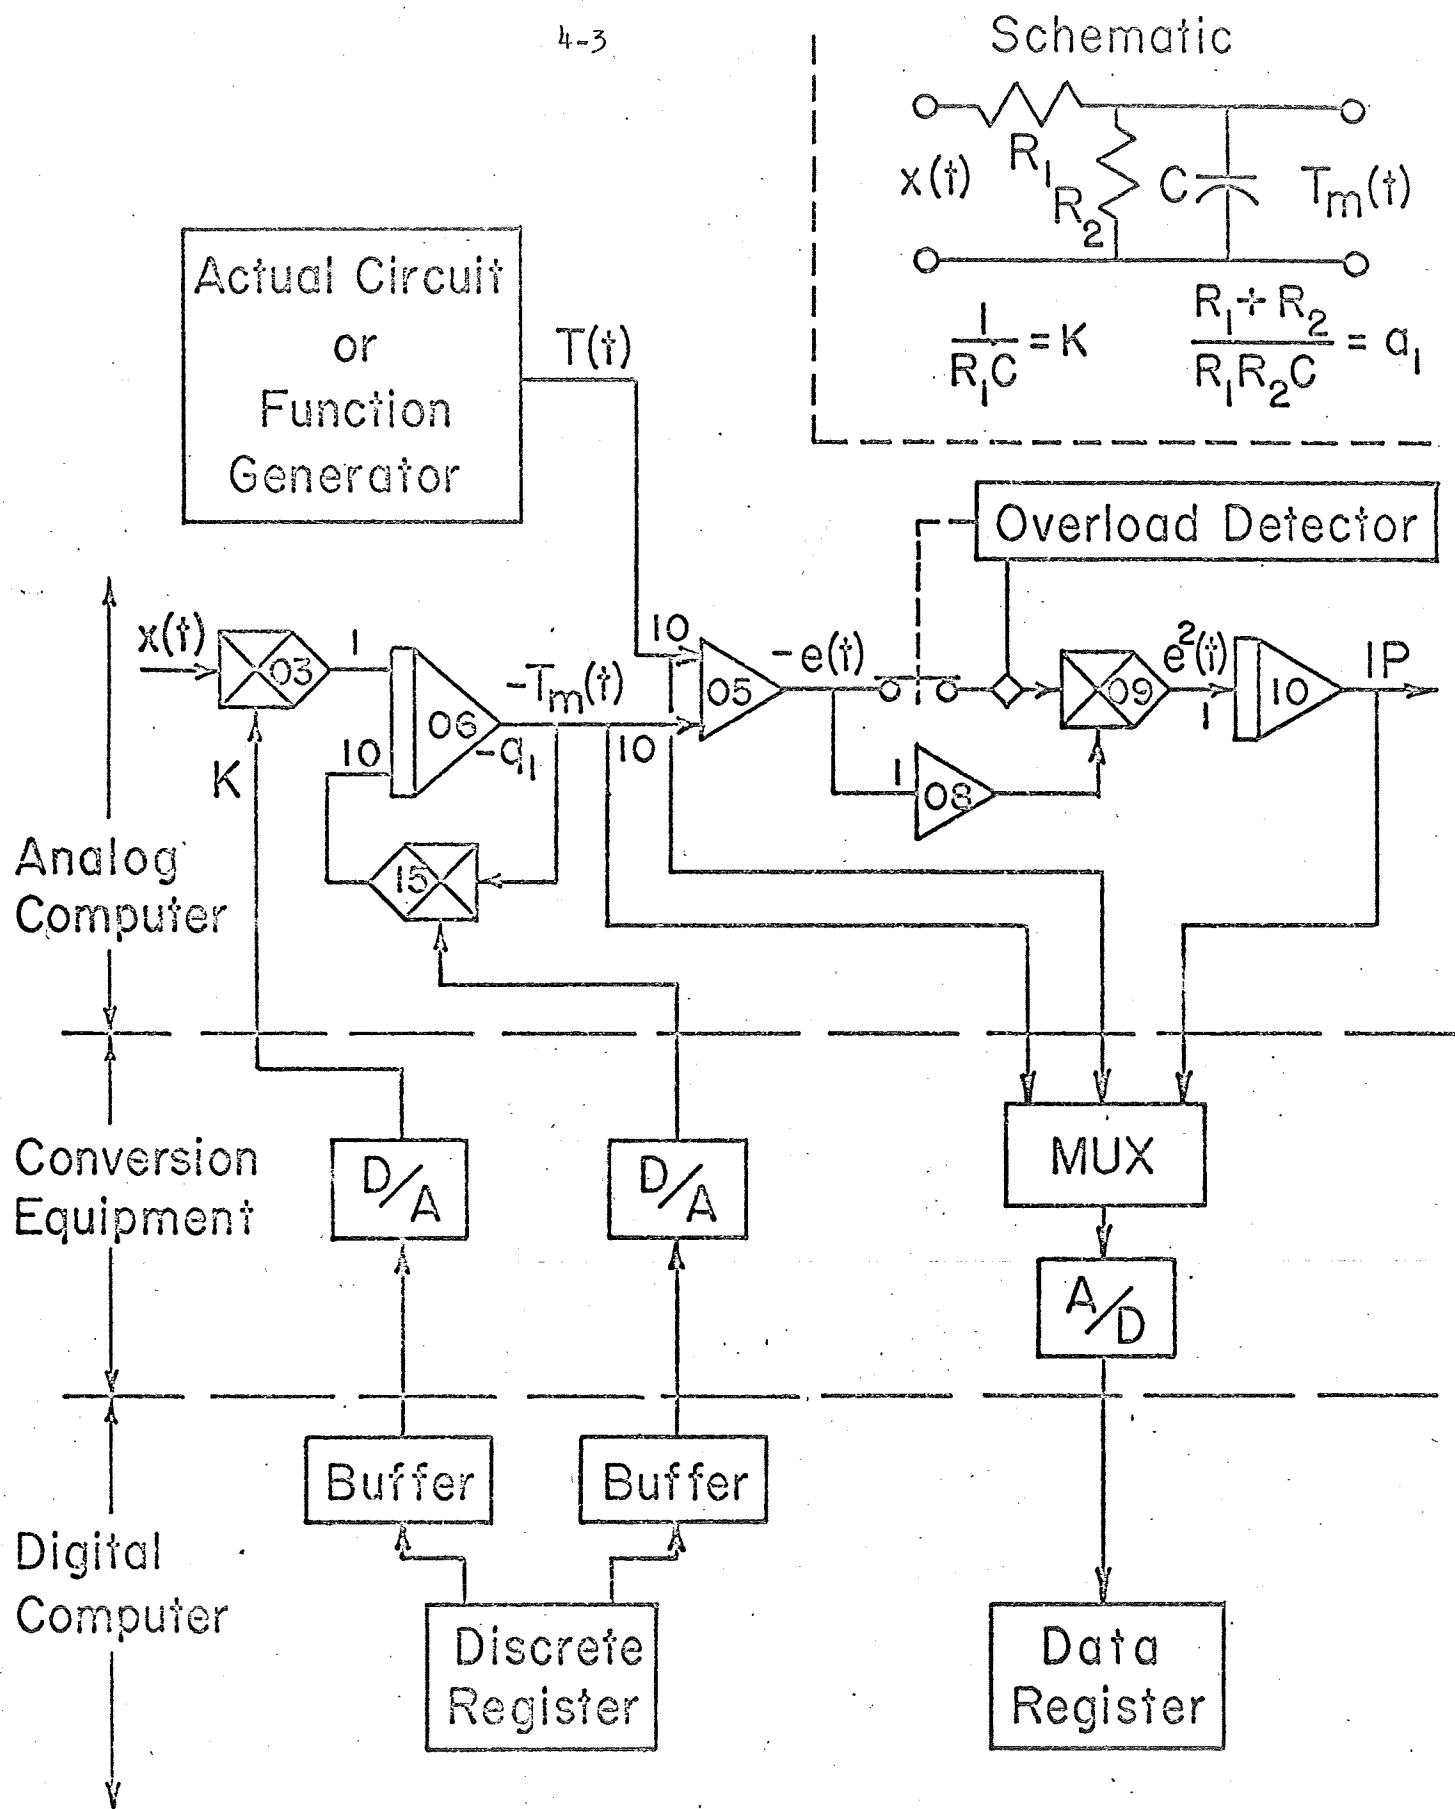 4-3
Schematic
x(t)
R1
R2
C
Tm(t)
1/R1C = K
R1 + R2/R1R2C = a1
Actual Circuit
or
Function
Generator
T(t)
Overload Detector
x(t)
03
1
10
06
-Tm(t)
-q1
10
10
05
-e(t)
1
08
09
e2(t)
1
10
IP
K
15
Analog
Computer
Conversion
Equipment
D/A
D/A
MUX
A/D
Buffer
Buffer
Digital
Computer
Discrete
Register
Data
Register